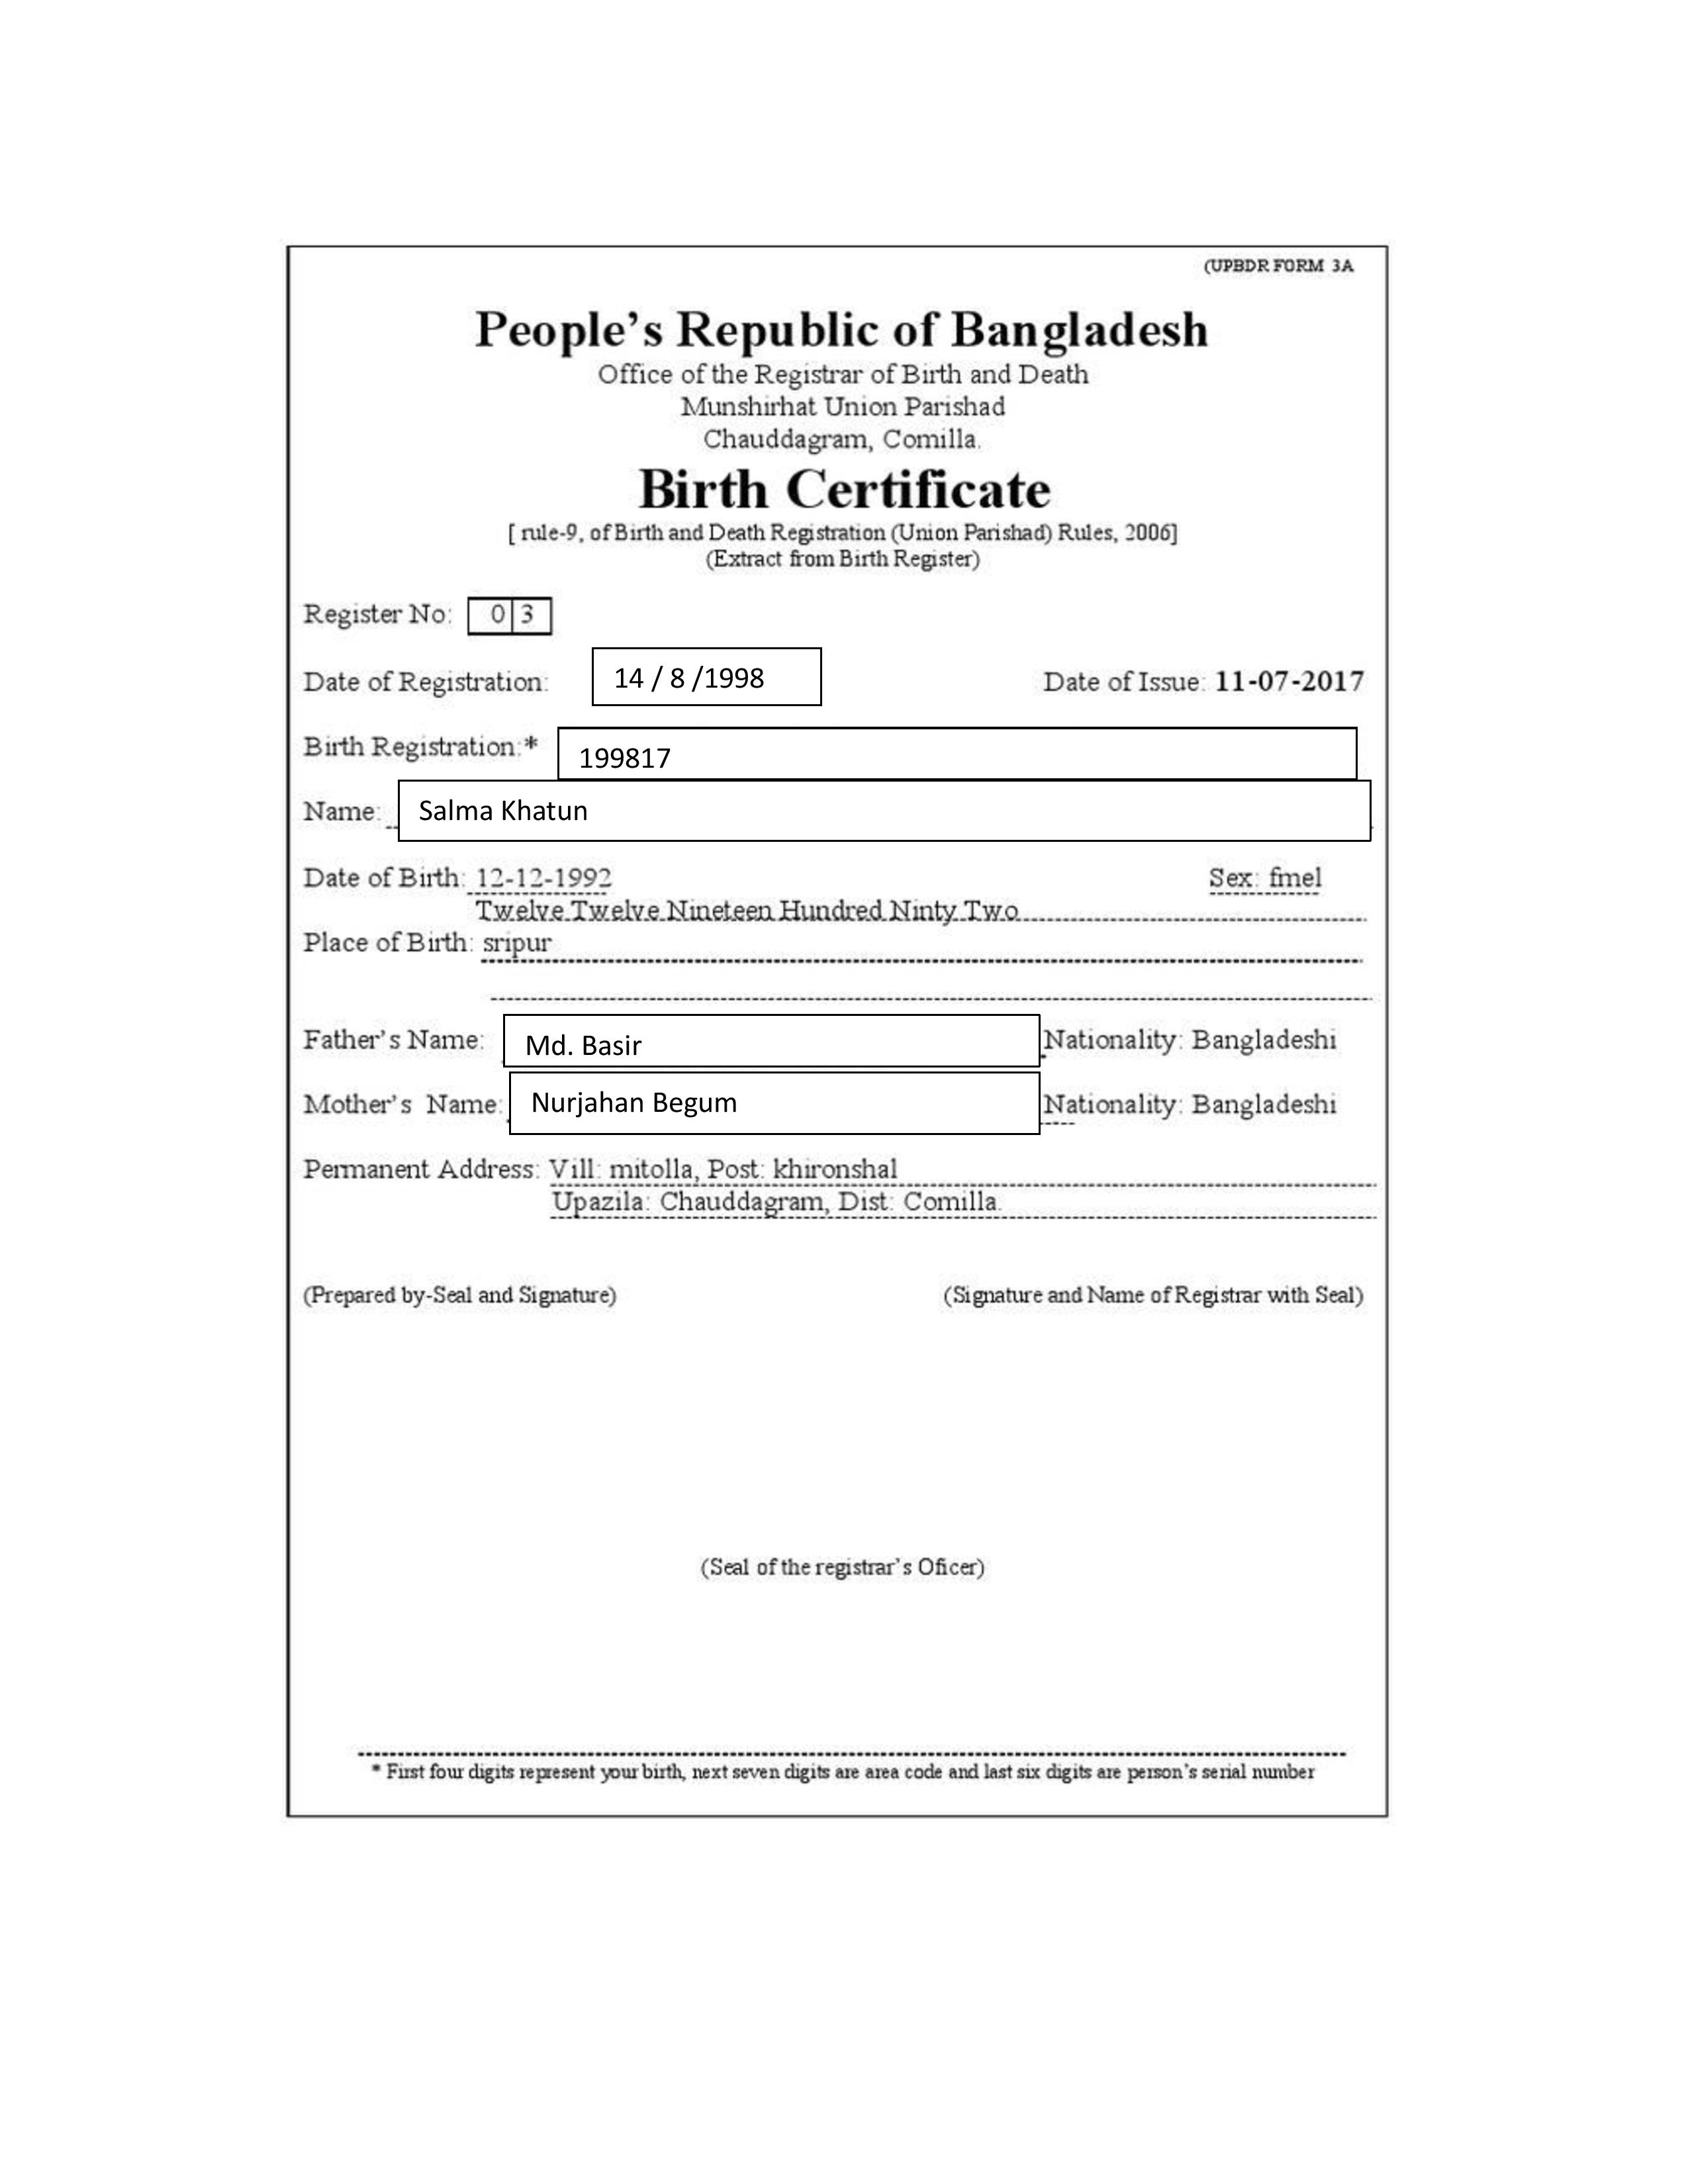 (UPBDR FORM 3A
People's Republic of Bangladesh
Office of the Registrar of Birth and Death
Munshirhat Union Parishad
Chauddagram, Comilla.
Birth Certificate
[ rule-9, of Birth and Death Registration (Union Parishad) Rules, 2006]
(Extract from Birth Register)
Register No: 0 3
Date of Registration: 14 / 8 /1998 Date of Issue: 11-07-2017
Birth Registration:* 199817
Name: Salma Khatun
Date of Birth: 12-12-1992 Sex: fmel
Twelve Twelve Nineteen Hundred Ninty Two
Place of Birth: sripur
Father's Name: Md. Basir Nationality: Bangladeshi
Mother's Name: Nurjahan Begum Nationality: Bangladeshi
Permanent Address: Vill: mitolla, Post: khironshal
Upazila: Chauddagram, Dist: Comilla.
(Prepared by-Seal and Signature) (Signature and Name of Registrar with Seal)
(Seal of the registrar's Oficer)
* First four digits represent your birth, next seven digits are area code and last six digits are person's serial number